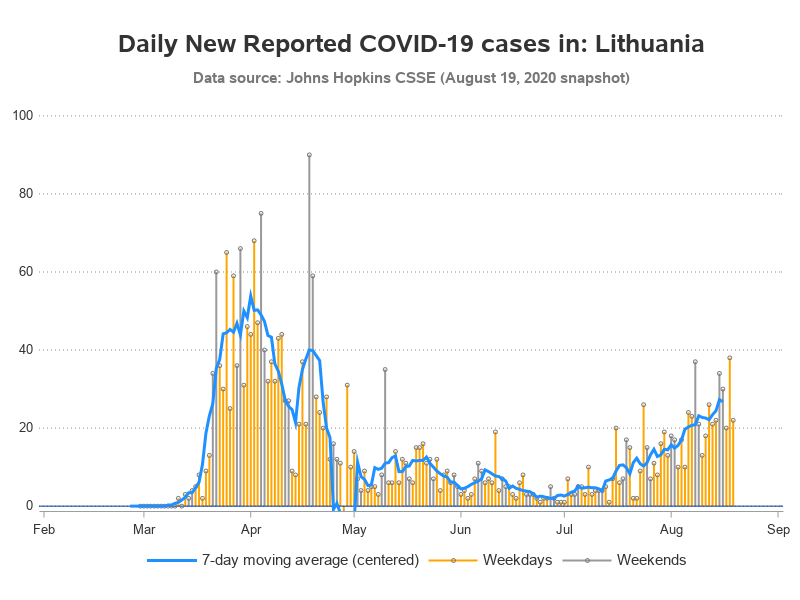 Daily New Reported COVID-19 cases in: Lithuania
Data source: Johns Hopkins CSSE (August 19, 2020 snapshot)
100
80
60
40
20
0
Feb Mar Apr May Jun Jul Aug Sep
7-day moving average (centered) Weekdays Weekends